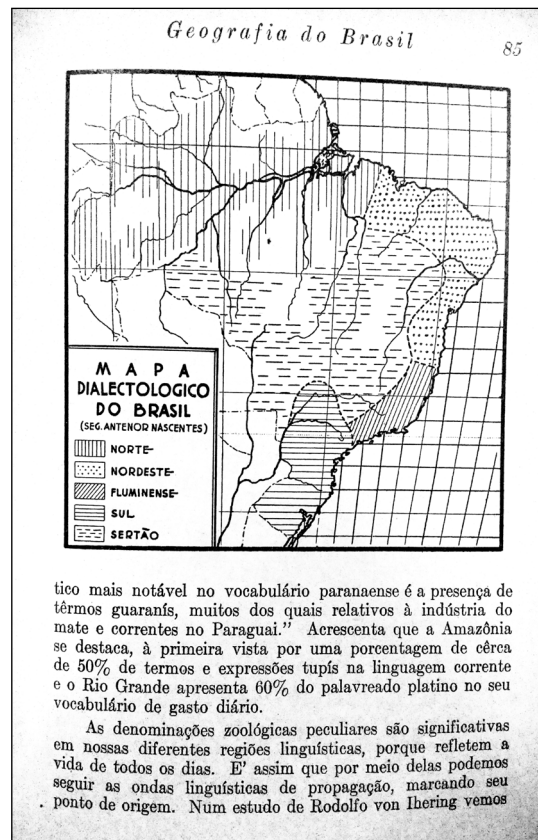 Geografia do Brasil
85
MAPA
DIALECTOLOGICO
DO BRASIL
(SEG. ANTENOR NASCENTES)
NORTE
NORDESTE
FLUMINENSE
SUL
SERTÃO
tico mais notável no vocabulário paranaense é a presença de
têrmos guaranís, muitos dos quais relativos à indústria do
mate e correntes no Paraguai.” Acrescenta que a Amazônia
se destaca, à primeira vista por uma porcentagem de cêrca
de 50% de termos e expressões tupís na linguagem corrente
e o Rio Grande apresenta 60% do palavreado platino no seu
vocabulário de gasto diário.
As denominações zoológicas peculiares são significativas
em nossas diferentes regiões linguísticas, porque refletem a
vida de todos os dias. E' assim que por meio delas podemos
seguir as ondas linguísticas de propagação, marcando seu
ponto de origem. Num estudo de Rodolfo von Ihering vemos